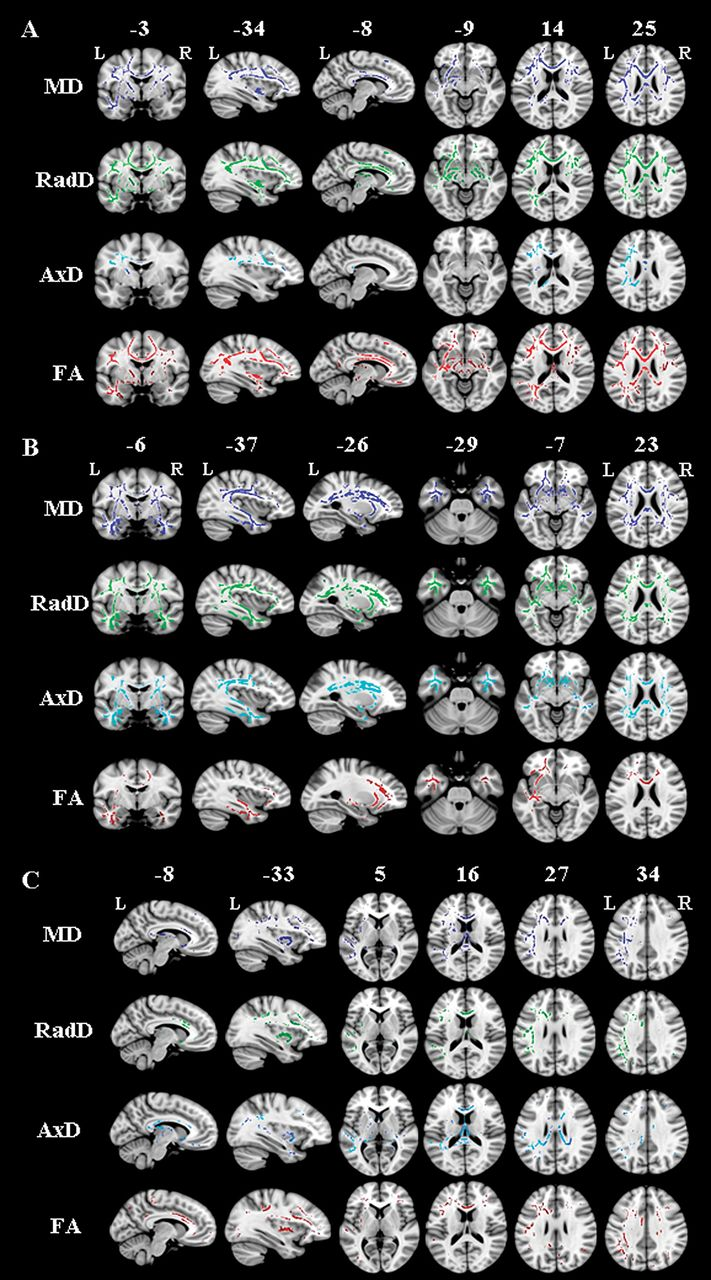 A -3 -34 -8 -9 14 25
L R L L L R
MD
RadD
AxD
FA
B -6 -37 -26 -29 -7 23
L R L L L R
MD
RadD
AxD
FA
C -8 -33 5 16 27 34
L L L R
MD
RadD
AxD
FA